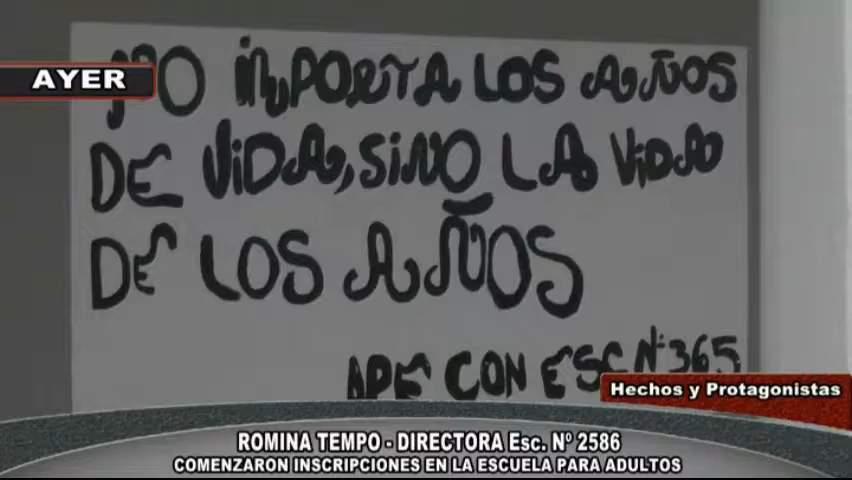 AYER
NO IMPORTA LOS AÑOS
DE VIDA, SINO LA VIDA
DE LOS AÑOS
APE CON ESC Nº 365
Hechos y Protagonistas
ROMINA TEMPO - DIRECTORA Esc. Nº 2586
COMENZARON INSCRIPCIONES EN LA ESCUELA PARA ADULTOS